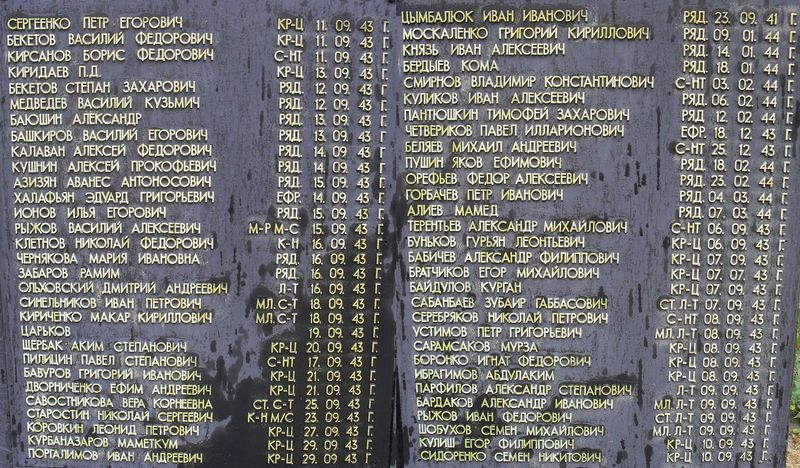 СЕРГЕЕНКО ПЕТР ЕГОРОВИЧ КР-Ц 11. 09. 43 Г.
БЕКЕТОВ ВАСИЛИЙ ФЕДОРОВИЧ КР-Ц 11. 09. 43 Г.
КИРСАНОВ БОРИС ФЕДОРОВИЧ С-НТ 11. 09. 43 Г.
КИРИДАЕВ П.Д. КР-Ц 13. 09. 43 Г.
БЕКЕТОВ СТЕПАН ЗАХАРОВИЧ РЯД. 12. 09. 43 Г.
МЕДВЕДЕВ ВАСИЛИЙ КУЗЬМИЧ РЯД. 12. 09. 43 Г.
БАЮШИН АЛЕКСАНДР РЯД. 13. 09. 43 Г.
БАШКИРОВ ВАСИЛИЙ ЕГОРОВИЧ РЯД. 13. 09. 43 Г.
КАЛАВАН АЛЕКСЕЙ ФЕДОРОВИЧ РЯД. 14. 09. 43 Г.
КУШНИН АЛЕКСЕЙ ПРОКОФЬЕВИЧ РЯД. 14. 09. 43 Г.
АЗИЗЯН АВАНЕС АНТОНОСОВИЧ РЯД. 15. 09. 43 Г.
ХАЛАФЬЯН ЭДУАРД ГРИГОРЬЕВИЧ ЕФР. 14. 09. 43 Г.
ИОНОВ ИЛЬЯ ЕГОРОВИЧ РЯД. 15. 09. 43 Г.
РЫЖОВ ВАСИЛИЙ АЛЕКСЕЕВИЧ М-Р М-С 15. 09. 43 Г.
КЛЕТНОВ НИКОЛАЙ ФЕДОРОВИЧ К-Н 16. 09. 43 Г.
ЧЕРНЯКОВА МАРИЯ ИВАНОВНА РЯД 16. 09. 43 Г.
ЗАБАРОВ РАМИМ РЯД 16. 09. 43 Г.
ОЛЬХОВСКИЙ ДМИТРИЙ АНДРЕЕВИЧ Л-Т 16. 09. 43 Г.
СИНЕЛЬНИКОВ ИВАН ПЕТРОВИЧ МЛ. С-Т 18. 09. 43 Г.
КИРИЧЕНКО МАКАР КИРИЛЛОВИЧ МЛ. С-Т 18. 09. 43 Г.
ЦАРЬКОВ 19. 09. 43 Г.
ЩЕРБАК АКИМ СТЕПАНОВИЧ КР-Ц 20. 09. 43 Г.
ПИЛИЦИН ПАВЕЛ СТЕПАНОВИЧ С-НТ 17. 09. 43 Г.
БАВУРОВ ГРИГОРИЙ ИВАНОВИЧ КР-Ц 21. 09. 43 Г.
ДВОРНИЧЕНКО ЕФИМ АНДРЕЕВИЧ КР-Ц 21. 09. 43 Г.
САВОСТНИКОВА ВЕРА КОРНЕЕВНА СТ. С-Т 25. 09. 43 Г.
СТАРОСТИН НИКОЛАЙ СЕРГЕЕВИЧ К-Н М/С 23. 09. 43 Г.
КОРОВКИН ЛЕОНИД ПЕТРОВИЧ КР-Ц 27. 09. 43 Г.
КУРБАНАЗАРОВ МАМЕТКУМ КР-Ц 29. 09. 43 Г.
ПОРГАЛИМОВ ИВАН АНДРЕЕВИЧ КР-Ц 29. 09. 43 Г.
ЦЫМБАЛЮК ИВАН ИВАНОВИЧ РЯД. 23. 09. 41 Г.
МОСКАЛЕНКО ГРИГОРИЙ КИРИЛЛОВИЧ РЯД. 09. 01. 44 Г.
КНЯЗЬ ИВАН АЛЕКСЕЕВИЧ РЯД. 14. 01. 44 Г.
БЕРДЫЕВ КОМА РЯД. 18. 01. 44 Г.
СМИРНОВ ВЛАДИМИР КОНСТАНТИНОВИЧ С-НТ 03. 02. 44 Г.
КУЛИКОВ ИВАН АЛЕКСЕЕВИЧ РЯД. 06. 02. 44 Г.
ПАНТЮШКИН ТИМОФЕЙ ЗАХАРОВИЧ РЯД. 12. 02. 44 Г.
ЧЕТВЕРИКОВ ПАВЕЛ ИЛЛАРИОНОВИЧ ЕФР. 18. 12. 43 Г.
БЕЛЯЕВ МИХАИЛ АНДРЕЕВИЧ С-НТ 25. 12. 43 Г.
ПУШИН ЯКОВ ЕФИМОВИЧ РЯД. 18. 02. 44 Г.
ОРЕФЬЕВ ФЕДОР АЛЕКСЕЕВИЧ РЯД. 23. 02. 44 Г.
ГОРБАЧЕВ ПЕТР ИВАНОВИЧ РЯД. 04. 03. 44 Г.
АЛИЕВ МАМЕД РЯД. 07. 03. 44 Г.
ТЕРЕНТЬЕВ АЛЕКСАНДР МИХАЙЛОВИЧ С-НТ 06. 09. 43 Г.
БУНЬКОВ ГУРЬЯН ЛЕОНТЬЕВИЧ КР-Ц 06. 09. 43 Г.
БАБИЧЕВ АЛЕКСАНДР ФИЛИППОВИЧ КР-Ц 07. 09. 43 Г.
БРАТЧИКОВ ЕГОР МИХАЙЛОВИЧ КР-Ц 07. 07. 43 Г.
БАЙДУЛОВ КУРГАН КР-Ц 07. 09. 43 Г.
САБАНБАЕВ ЗУБАИР ГАББАСОВИЧ СТ. Л-Т 07. 09. 43 Г.
СЕРЕБРЯКОВ НИКОЛАЙ ПЕТРОВИЧ С-НТ 08. 09. 43 Г.
УСТИМОВ ПЕТР ГРИГОРЬЕВИЧ МЛ. Л-Т 08. 09. 43 Г.
САРАМСАКОВ МУРЗА КР-Ц 08. 09. 43 Г.
БОРОНКО ИГНАТ ФЕДОРОВИЧ КР-Ц 08. 09. 43 Г.
ИБРАГИМОВ АБДУЛАКИМ КР-Ц 08. 09. 43 Г.
ПАРФИЛОВ АЛЕКСАНДР СТЕПАНОВИЧ Л-Т 09. 09. 43 Г.
БАРДАКОВ АЛЕКСАНДР ИВАНОВИЧ МЛ. Л-Т 09. 09. 43 Г.
РЫЖОВ ИВАН ФЕДОРОВИЧ СТ. Л-Т 09. 09. 43 Г.
ШОБУХОВ СЕМЕН МИХАЙЛОВИЧ МЛ. Л-Т 09. 09. 43 Г.
КУЛИШ ЕГОР ФИЛИППОВИЧ КР-Ц 10. 09. 43 Г.
СИДОРЕНКО СЕМЕН НИКИТОВИЧ КР-Ц 10. 09. 43 Г.